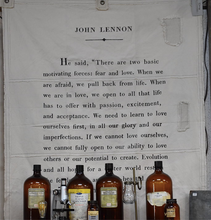 JOHN LENNON
He said, "There are two basic
motivating forces: fear and love. When we
are afraid, we pull back from life. When
we are in love, we open to all that life
has to offer with passion, excitement,
and acceptance. We need to learn to love
ourselves first, in all our glory and our
imperfections. If we cannot love ourselves,
we cannot fully open to our ability to love
others or our potential to create. Evolution
and all hopes for a better world rest